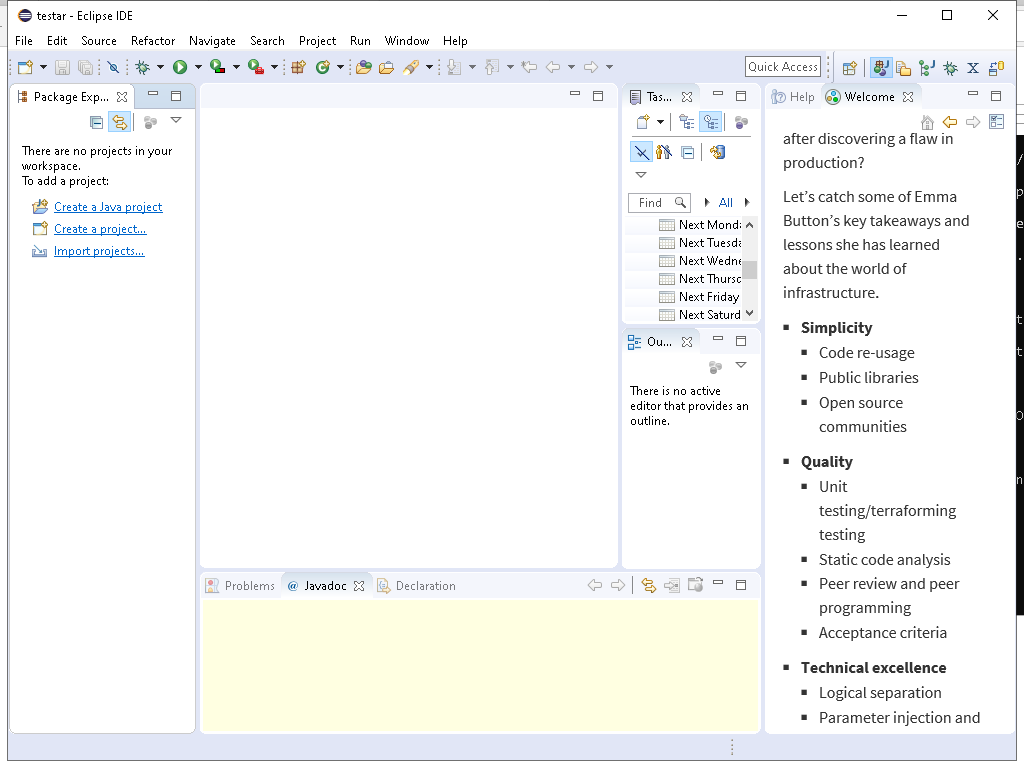 testar - Eclipse IDE
File Edit Source Refactor Navigate Search Project Run Window Help
Quick Access
Package Exp...
There are no projects in your
workspace.
To add a project:
Create a Java project
Create a project...
Import projects...
Tas...
Find All
Next Mond
Next Tuesda
Next Wedne
Next Thursd
Next Friday
Next Saturd
Ou...
There is no active
editor that provides an
outline.
Problems @ Javadoc Declaration
Help Welcome
after discovering a flaw in
production?
Let’s catch some of Emma
Button’s key takeaways and
lessons she has learned
about the world of
infrastructure.
Simplicity
Code re-usage
Public libraries
Open source
communities
Quality
Unit
testing/terraforming
testing
Static code analysis
Peer review and peer
programming
Acceptance criteria
Technical excellence
Logical separation
Parameter injection and